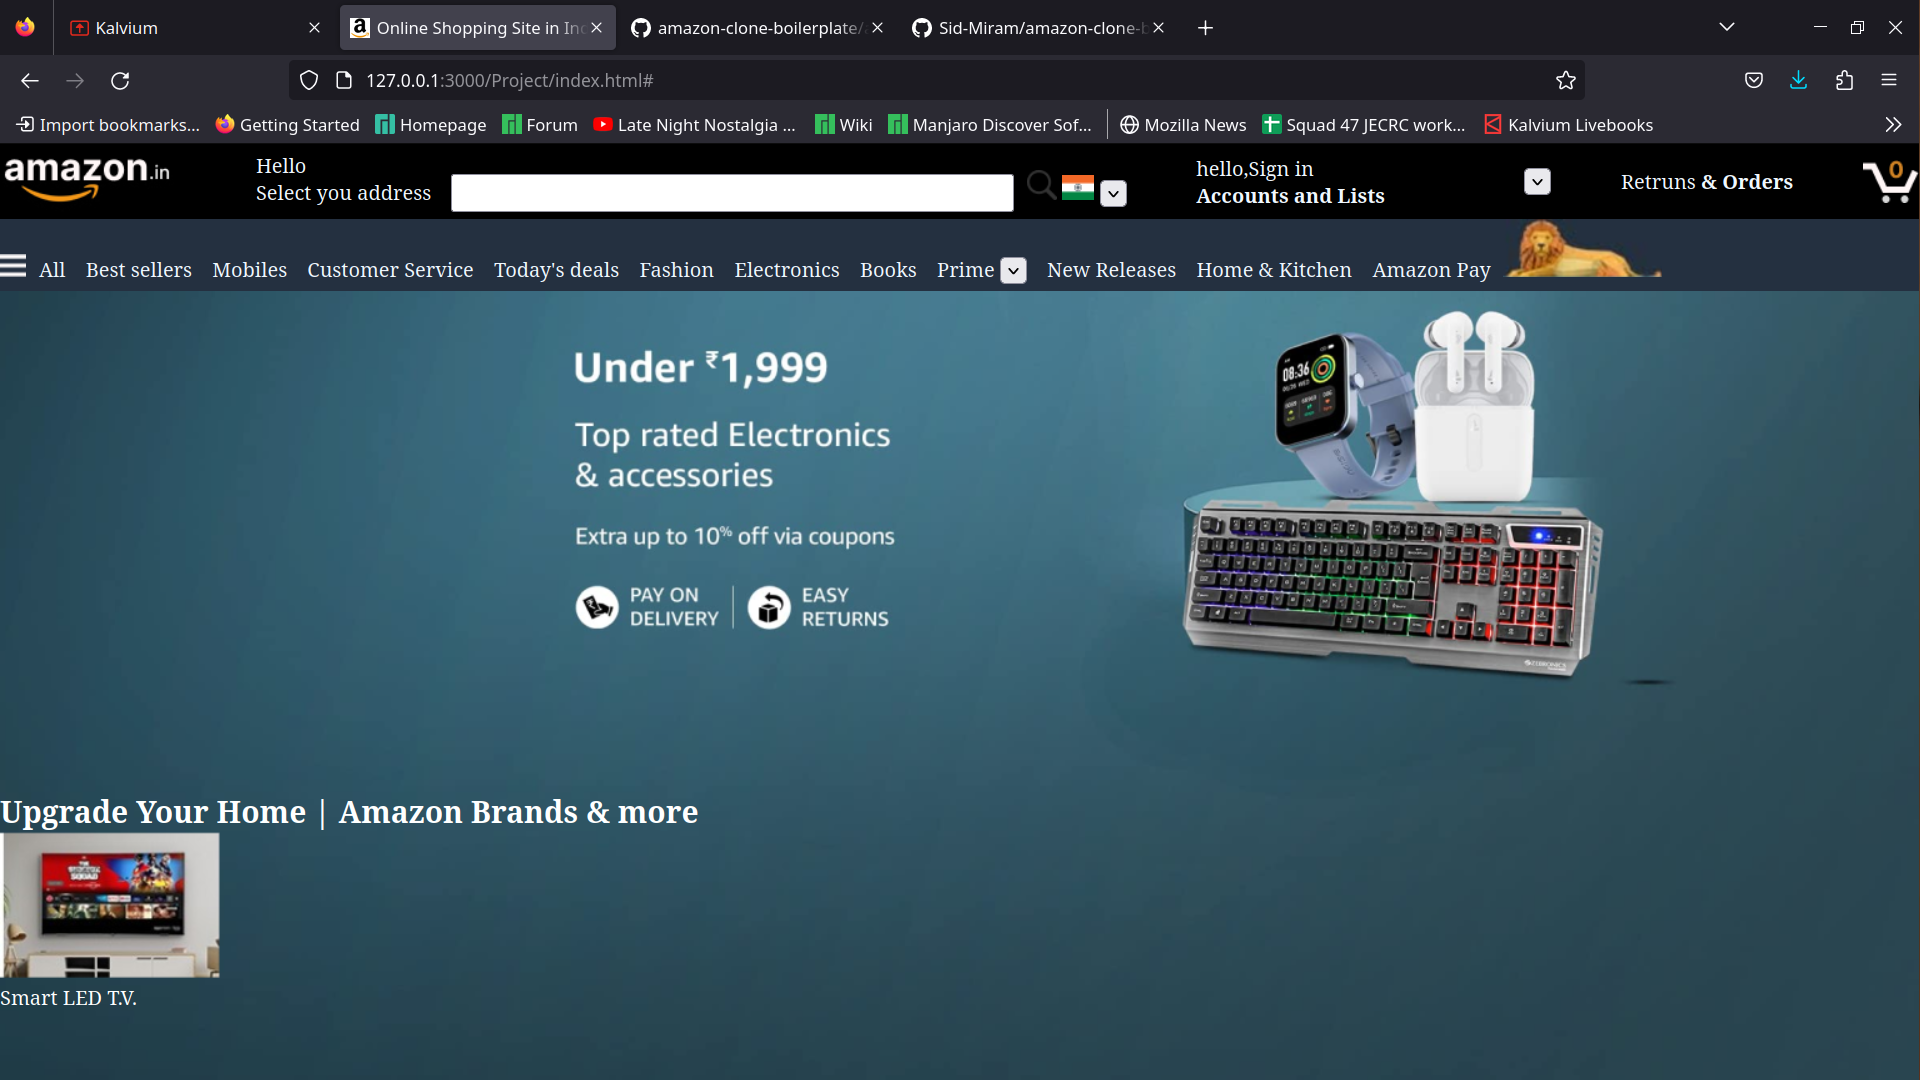 Kalvium
Online Shopping Site in Inc
amazon-clone-boilerplate/
Sid-Miram/amazon-clone-b
127.0.0.1:3000/Project/index.html#
Import bookmarks...
Getting Started
Homepage
Forum
Late Night Nostalgia ...
Wiki
Manjaro Discover Sof...
Mozilla News
Squad 47 JECRC work...
Kalvium Livebooks
amazon.in
Hello
Select you address
hello,Sign in
Accounts and Lists
Retruns & Orders
0
All
Best sellers
Mobiles
Customer Service
Today's deals
Fashion
Electronics
Books
Prime
New Releases
Home & Kitchen
Amazon Pay
Under ₹1,999
Top rated Electronics
& accessories
Extra up to 10% off via coupons
PAY ON
DELIVERY
EASY
RETURNS
08:36
ZEBRONICS
Upgrade Your Home | Amazon Brands & more
Smart LED T.V.